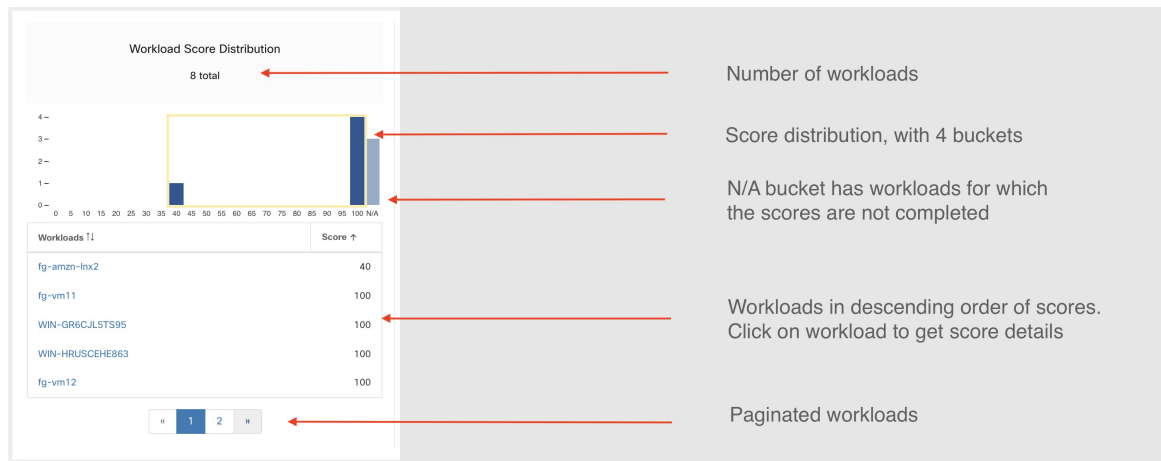 Workload Score Distribution
8 total
Number of workloads
4
3
2
1
0
0 5 10 15 20 25 30 35 40 45 50 55 60 65 70 75 80 85 90 95 100 N/A
Score distribution, with 4 buckets
N/A bucket has workloads for which
the scores are not completed
Workloads ↑↓ Score ↑
fg-amzn-lnx2 40
fg-vm11 100
WIN-GR6CJL5TS95 100
WIN-HRUSCEHE863 100
fg-vm12 100
Workloads in descending order of scores.
Click on workload to get score details
« 1 2 »
Paginated workloads